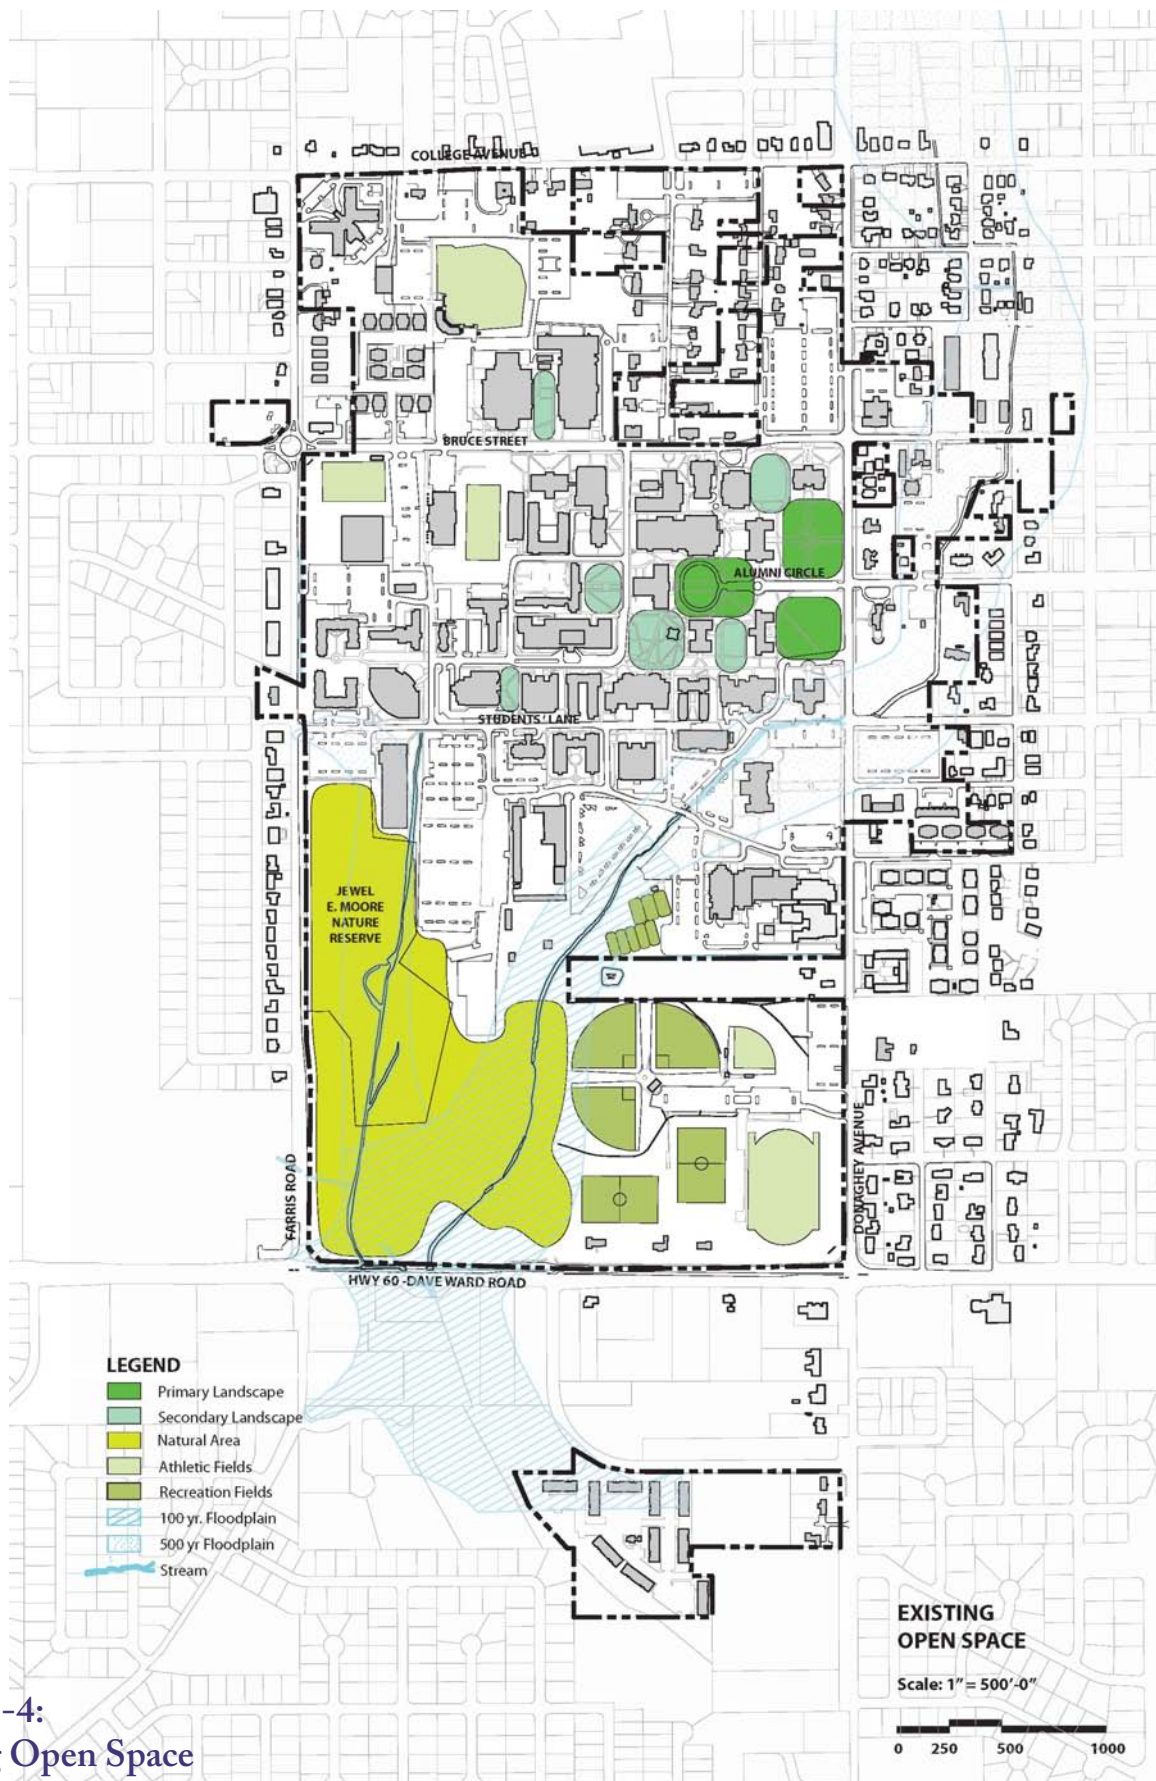 COLLEGE AVENUE
BRUCE STREET
ALUMNI CIRCLE
STUDENTS' LANE
JEWEL
E. MOORE
NATURE
RESERVE
FARRIS ROAD
DONAGHEY AVENUE
HWY 60 -DAVE WARD ROAD
LEGEND
Primary Landscape
Secondary Landscape
Natural Area
Athletic Fields
Recreation Fields
100 yr. Floodplain
500 yr Floodplain
Stream
EXISTING
OPEN SPACE
Scale: 1" = 500'-0"
0 250 500 1000
-4:
Open Space